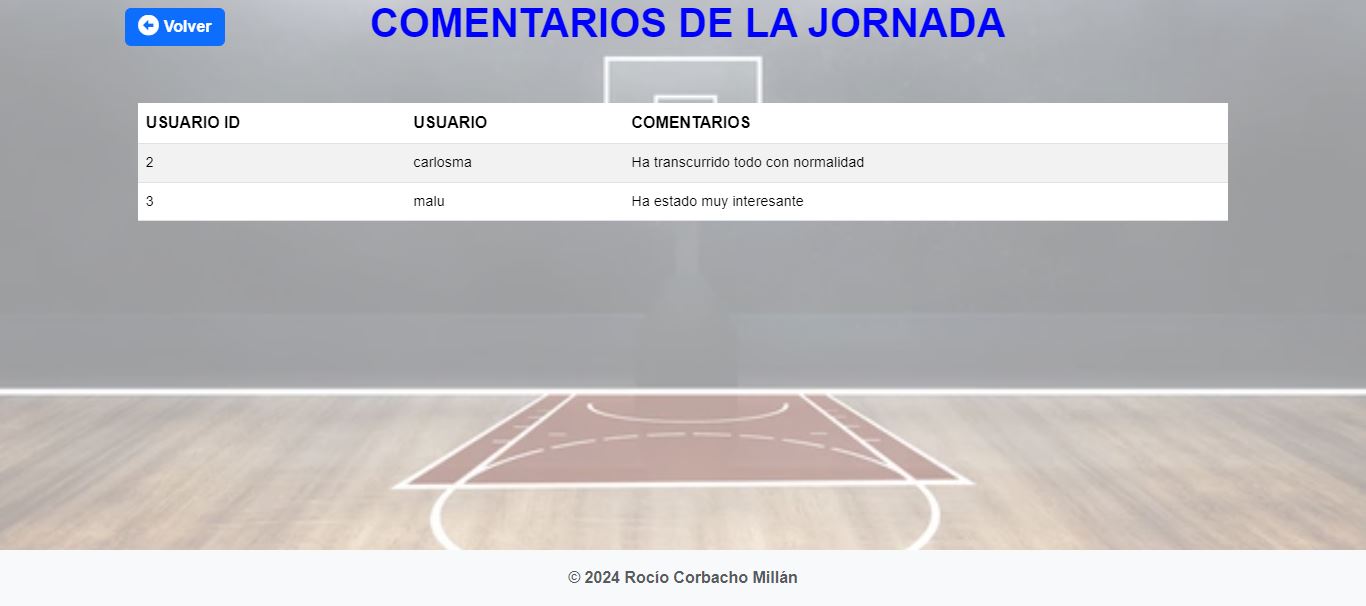 Volver
COMENTARIOS DE LA JORNADA
USUARIO ID USUARIO COMENTARIOS
2 carlosma Ha transcurrido todo con normalidad
3 malu Ha estado muy interesante
© 2024 Rocío Corbacho Millán